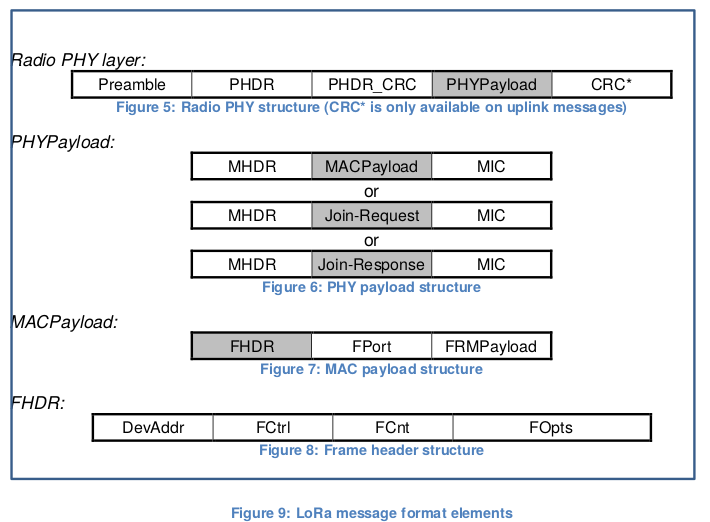 Radio PHY layer:
Preamble PHDR PHDR_CRC PHYPayload CRC*
Figure 5: Radio PHY structure (CRC* is only available on uplink messages)
PHYPayload:
MHDR MACPayload MIC
or
MHDR Join-Request MIC
or
MHDR Join-Response MIC
Figure 6: PHY payload structure
MACPayload:
FHDR FPort FRMPayload
Figure 7: MAC payload structure
FHDR:
DevAddr FCtrl FCnt FOpts
Figure 8: Frame header structure
Figure 9: LoRa message format elements